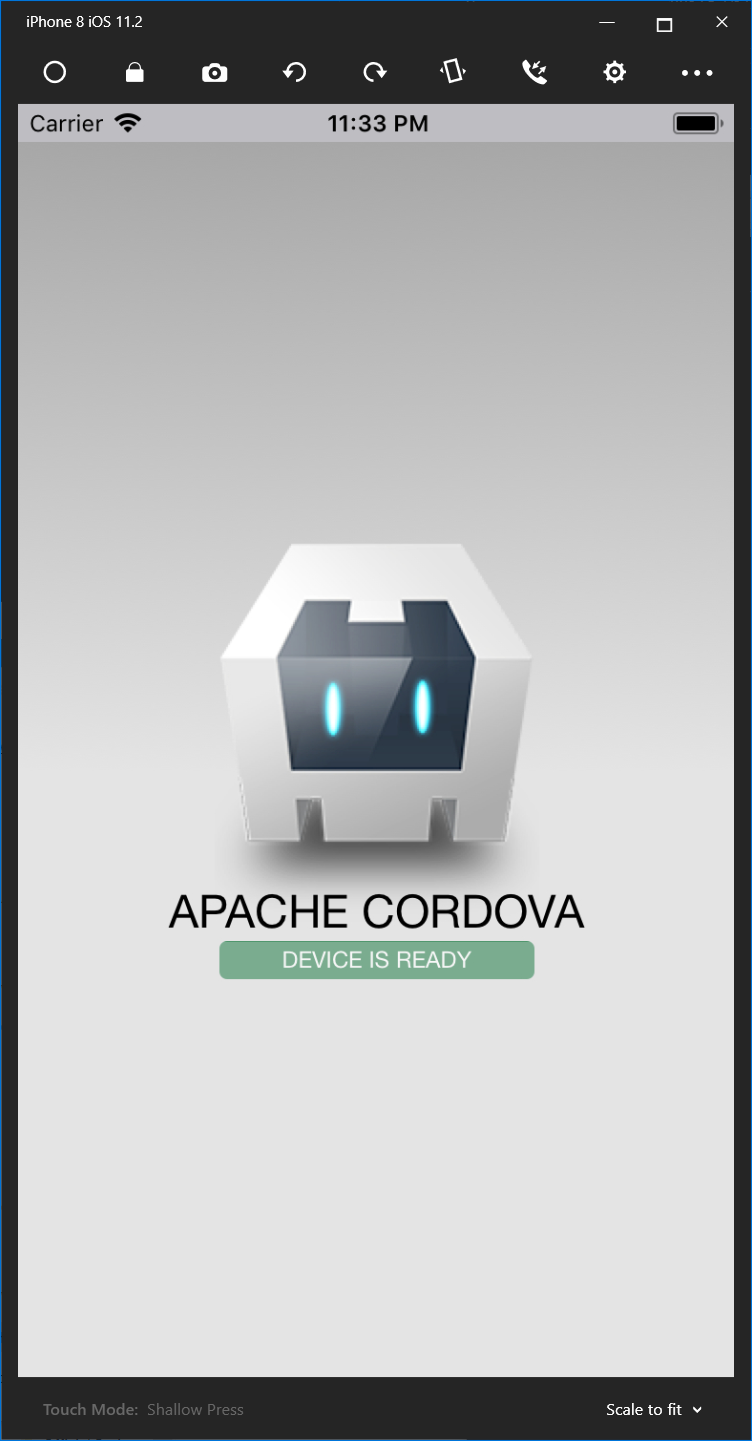 iPhone 8 iOS 11.2
Carrier 11:33 PM
APACHE CORDOVA
DEVICE IS READY
Touch Mode: Shallow Press Scale to fit